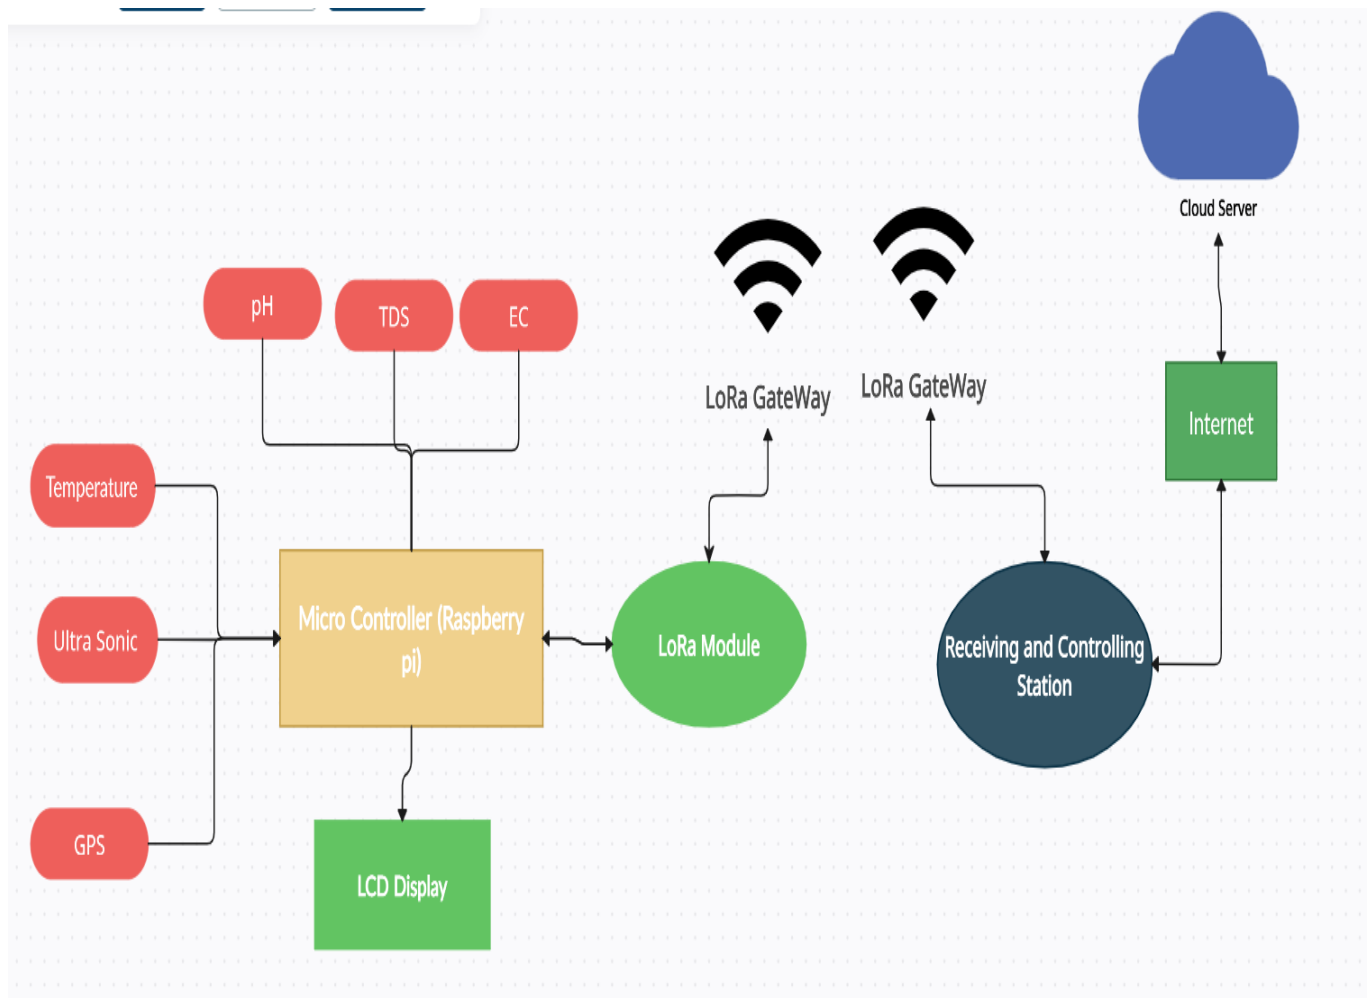 Cloud Server
pH
TDS
EC
LoRa GateWay
LoRa GateWay
Internet
Temperature
Ultra Sonic
Micro Controller (Raspberry
pi)
LoRa Module
Receiving and Controlling
Station
GPS
LCD Display